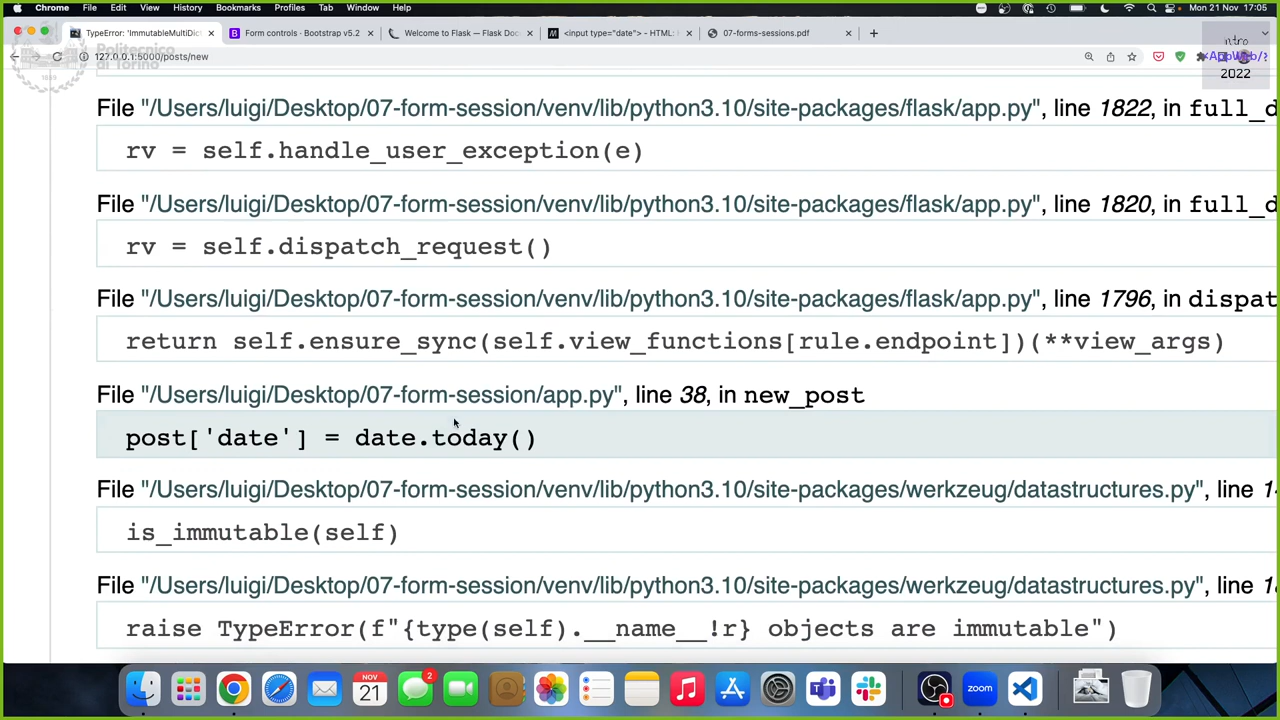 Chrome File Edit View History Bookmarks Profiles Tab Window Help Mon 21 Nov 17:05
TypeError: 'ImmutableMultiDic × Form controls · Bootstrap v5.2 × Welcome to Flask — Flask Doc × <input type="date"> - HTML: × 07-forms-sessions.pdf × +
127.0.0.1:5000/posts/new
Politecnico
di Torino
1859
intro
<AppWeb/>
2022
File "/Users/luigi/Desktop/07-form-session/venv/lib/python3.10/site-packages/flask/app.py", line 1822, in full_d
rv = self.handle_user_exception(e)
File "/Users/luigi/Desktop/07-form-session/venv/lib/python3.10/site-packages/flask/app.py", line 1820, in full_d
rv = self.dispatch_request()
File "/Users/luigi/Desktop/07-form-session/venv/lib/python3.10/site-packages/flask/app.py", line 1796, in dispat
return self.ensure_sync(self.view_functions[rule.endpoint])(**view_args)
File "/Users/luigi/Desktop/07-form-session/app.py", line 38, in new_post
post['date'] = date.today()
File "/Users/luigi/Desktop/07-form-session/venv/lib/python3.10/site-packages/werkzeug/datastructures.py", line
is_immutable(self)
File "/Users/luigi/Desktop/07-form-session/venv/lib/python3.10/site-packages/werkzeug/datastructures.py", line
raise TypeError(f"{type(self).__name__!r} objects are immutable")
NOV
21
2
zoom